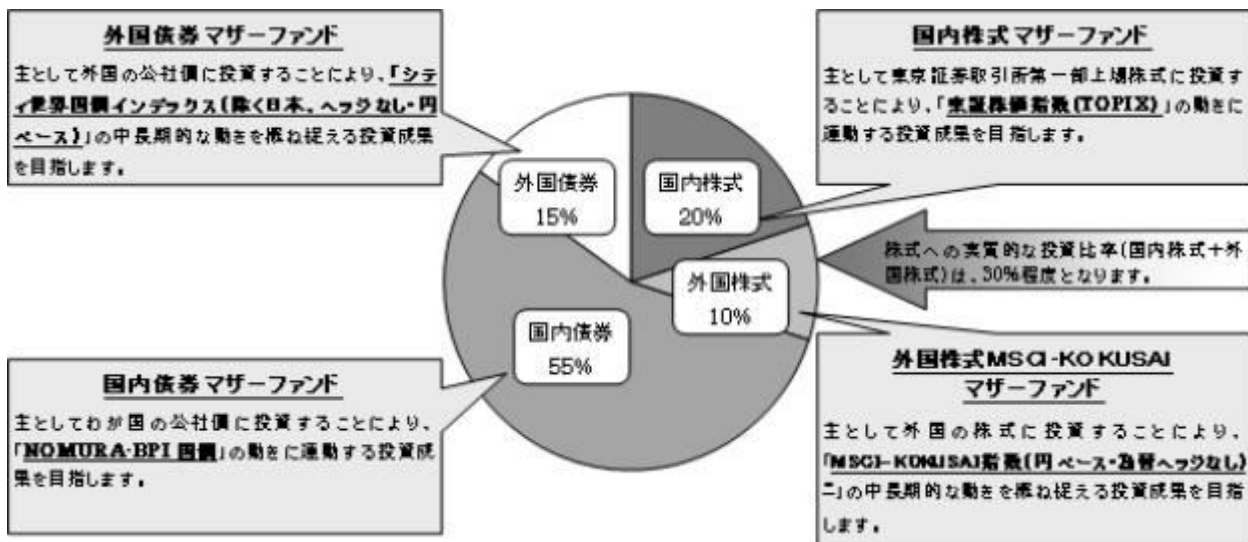 外国債券マザーファンド
主として外国の公社債に投資することにより、「シテ
ィ世界国債インデックス(除く日本、ヘッジなし・円
ベース)」の中長期的な動きを概ね捉える投資成果
を目指します。
国内株式マザーファンド
主として東京証券取引所第一部上場株式に投資す
ることにより、「東証株価指数(TOPIX)」の動きに
連動する投資成果を目指します。
外国債券
15%
国内株式
20%
株式への実質的な投資比率(国内株式+外
国株式)は、30%程度となります。
外国株式
10%
国内債券
55%
国内債券マザーファンド
主としてわが国の公社債に投資することにより、
「NOMURA-BPI国債」の動きに連動する投資成
果を目指します。
外国株式MSCI-KOKUSAI
マザーファンド
主として外国の株式に投資することにより、
「MSCI-KOKUSAI指数(円ベース・為替ヘッジなし)
」の中長期的な動きを概ね捉える投資成果を目指
します。